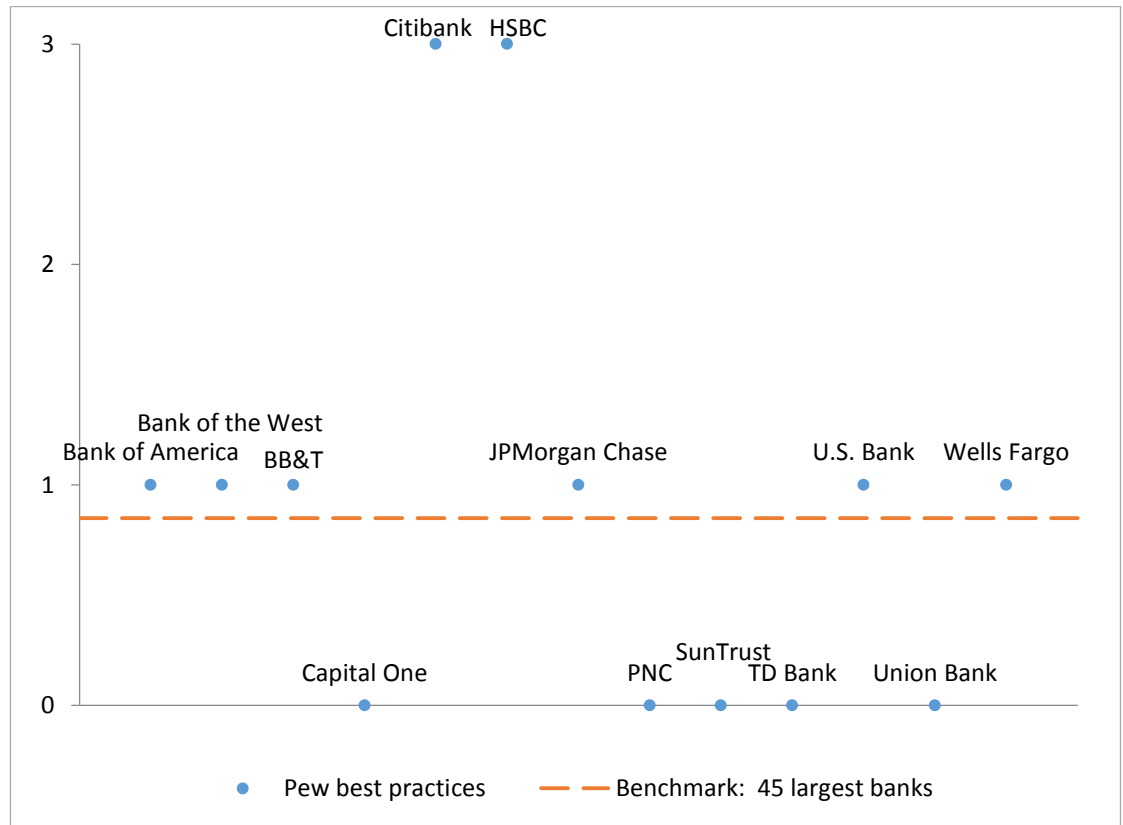 Citibank HSBC
3
2
Bank of the West
Bank of America BB&T JPMorgan Chase U.S. Bank Wells Fargo
1
SunTrust
Capital One PNC TD Bank Union Bank
0
Pew best practices Benchmark: 45 largest banks